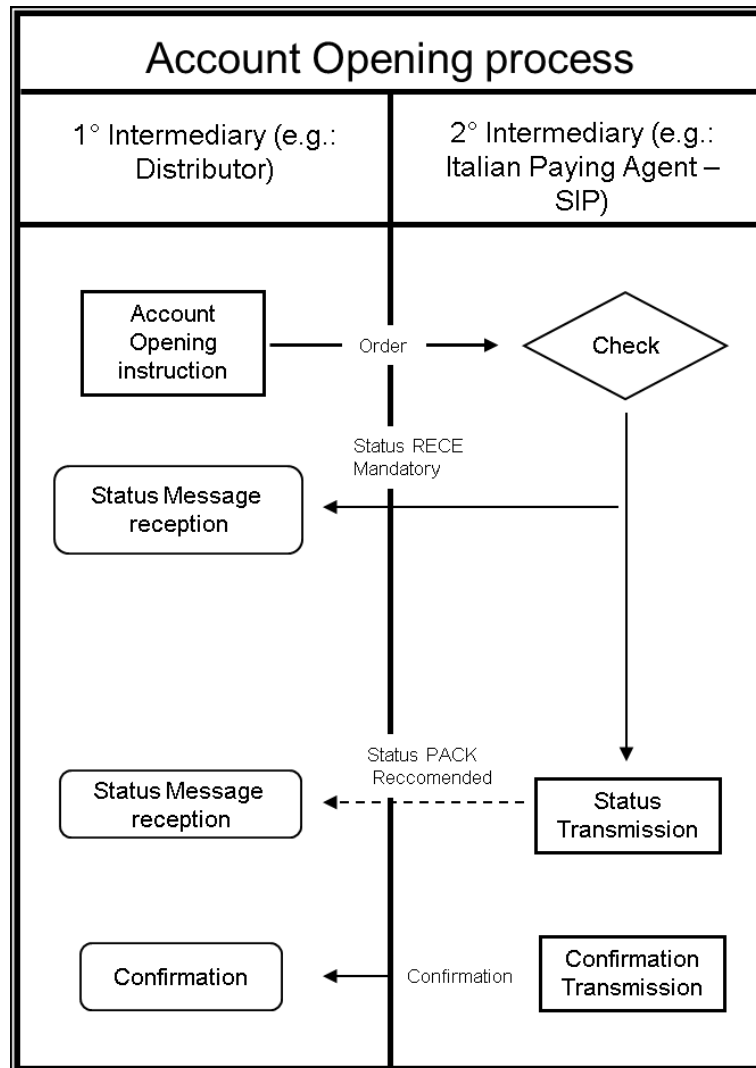 Account Opening process
1° Intermediary (e.g.:
Distributor)
2° Intermediary (e.g.:
Italian Paying Agent –
SIP)
Account
Opening
instruction
Order
Check
Status RECE
Mandatory
Status Message
reception
Status PACK
Reccomended
Status Message
reception
Status
Transmission
Confirmation
Confirmation
Confirmation
Transmission